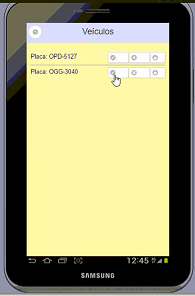 Veículos
Placa: OPD-5127
Placa: OGG-3040
12:45
SAMSUNG